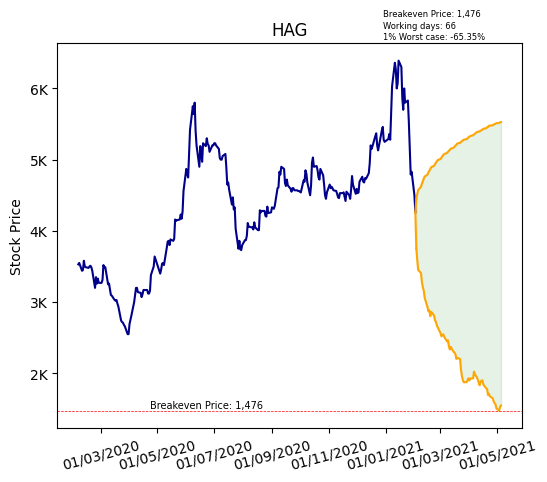 Breakeven Price: 1,476
Working days: 66
1% Worst case: -65.35%
HAG
Stock Price
6K
5K
4K
3K
2K
Breakeven Price: 1,476
01/03/2020 01/05/2020 01/07/2020 01/09/2020 01/11/2020 01/01/2021 01/03/2021 01/05/2021